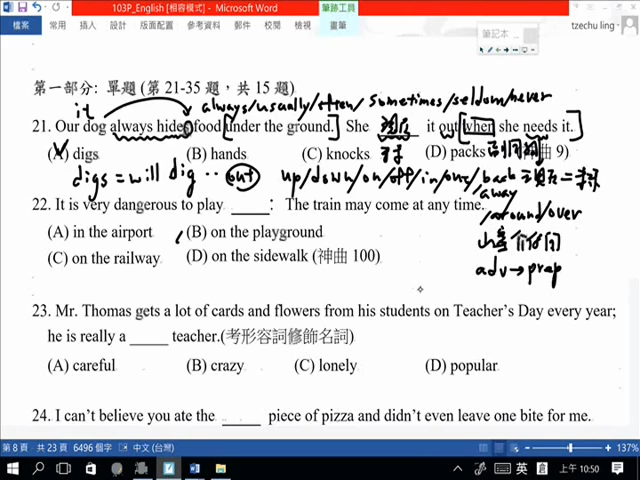 103P_English [相容模式] - Microsoft Word
筆跡工具
檔案 常用 插入 設計 版面配置 參考資料 郵件 校閱 檢視 畫筆
tzechu ling
筆記本
第一部分: 單題 (第 21-35 題，共 15 題)
it always/usually/often/sometimes/seldom/never
21. Our dog always hides food [under the ground.] She it out [when she needs it.]
(A) digs (B) hands (C) knocks (D) packs 神曲 9)
digs = will dig .. out up/down/on/off/in/out/back
away
22. It is very dangerous to play _____: The train may come at any time.
/around/over
(A) in the airport (B) on the playground
(C) on the railway (D) on the sidewalk (神曲 100)
adv→prep
23. Mr. Thomas gets a lot of cards and flowers from his students on Teacher's Day every year;
he is really a _____ teacher.(考形容詞修飾名詞)
(A) careful (B) crazy (C) lonely (D) popular
24. I can't believe you ate the _____ piece of pizza and didn't even leave one bite for me.
第 8 頁，共 23 頁 6496 個字 中文 (台灣) 137%
英 上午 10:50